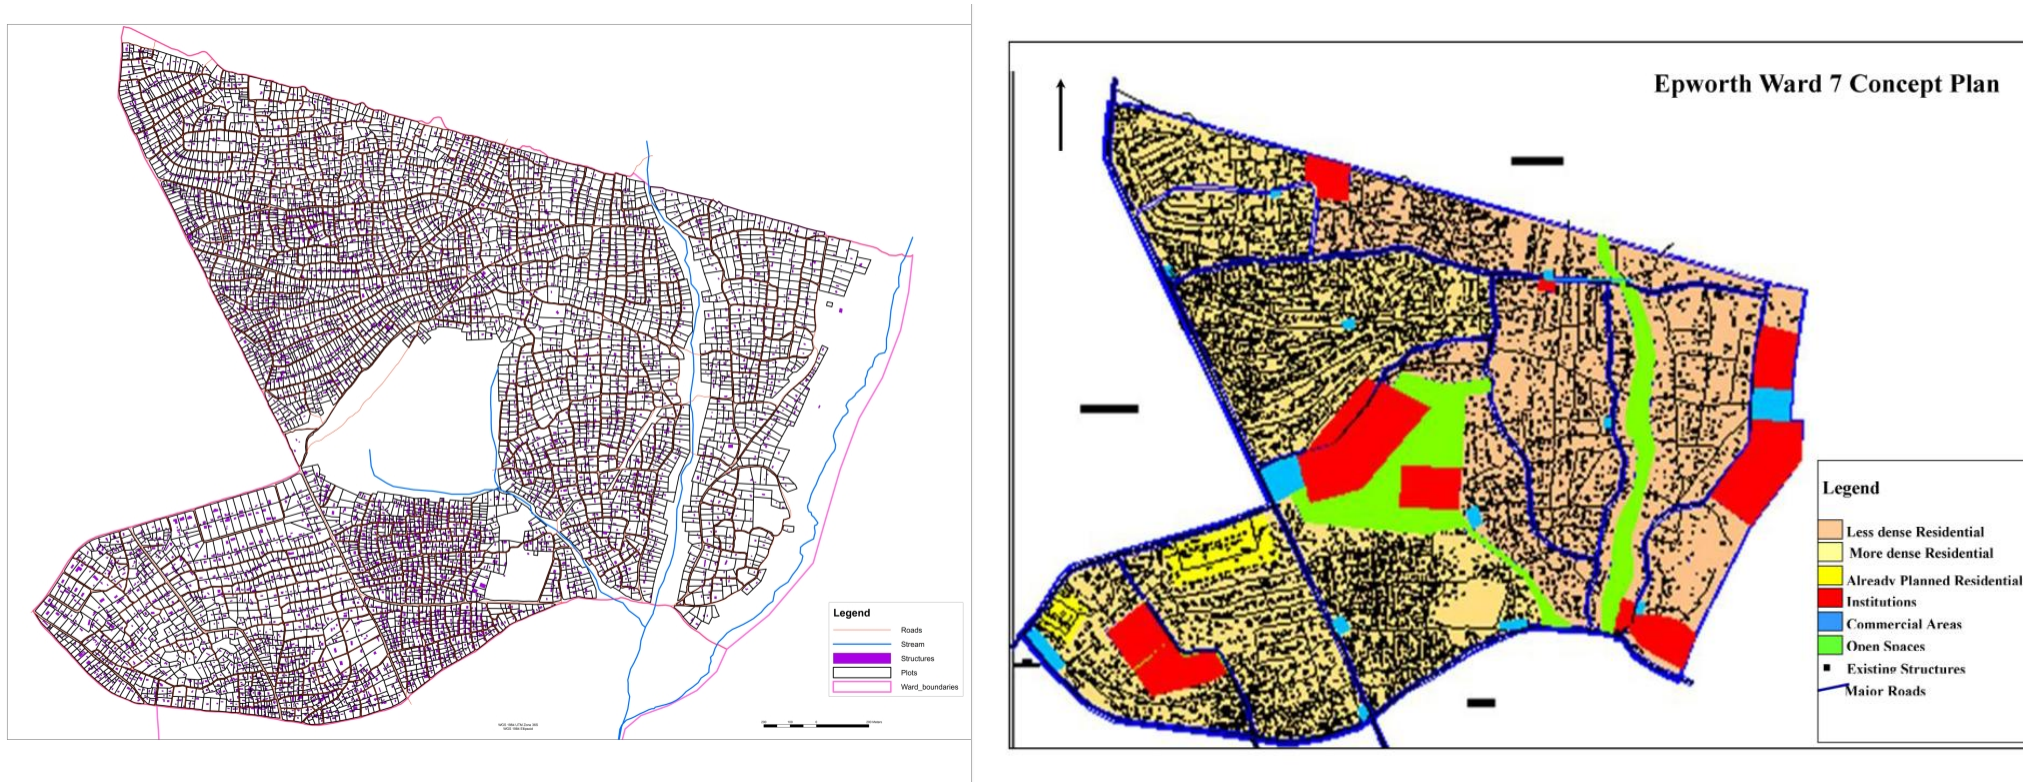 Legend
Roads
Stream
Structures
Plots
Ward_boundaries
Epworth Ward 7 Concept Plan
Legend
Less dense Residential
More dense Residential
Already Planned Residential
Institutions
Commercial Areas
Open Spaces
Existing Structures
Major Roads